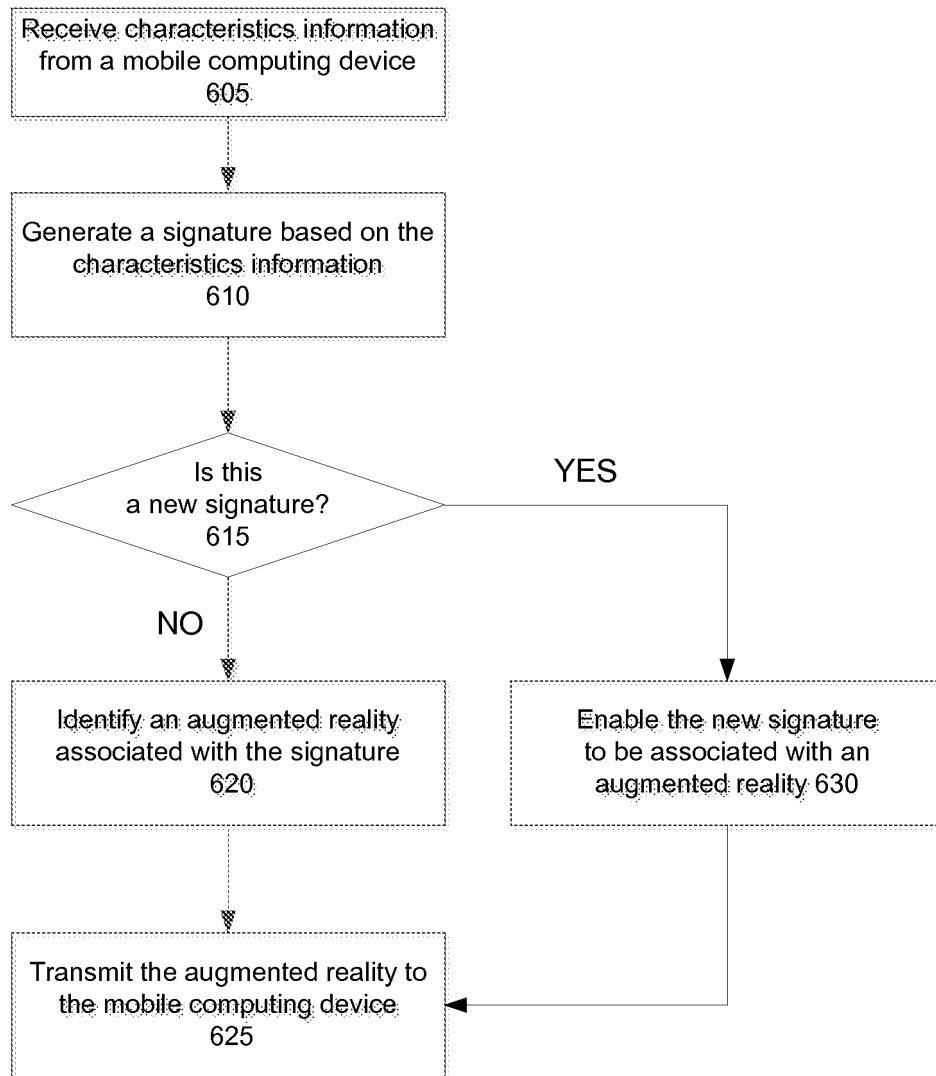 Receive characteristics information
from a mobile computing device
605
Generate a signature based on the
characteristics information
610
Is this
a new signature?
615
YES
NO
Identify an augmented reality
associated with the signature
620
Enable the new signature
to be associated with an
augmented reality 630
Transmit the augmented reality to
the mobile computing device
625